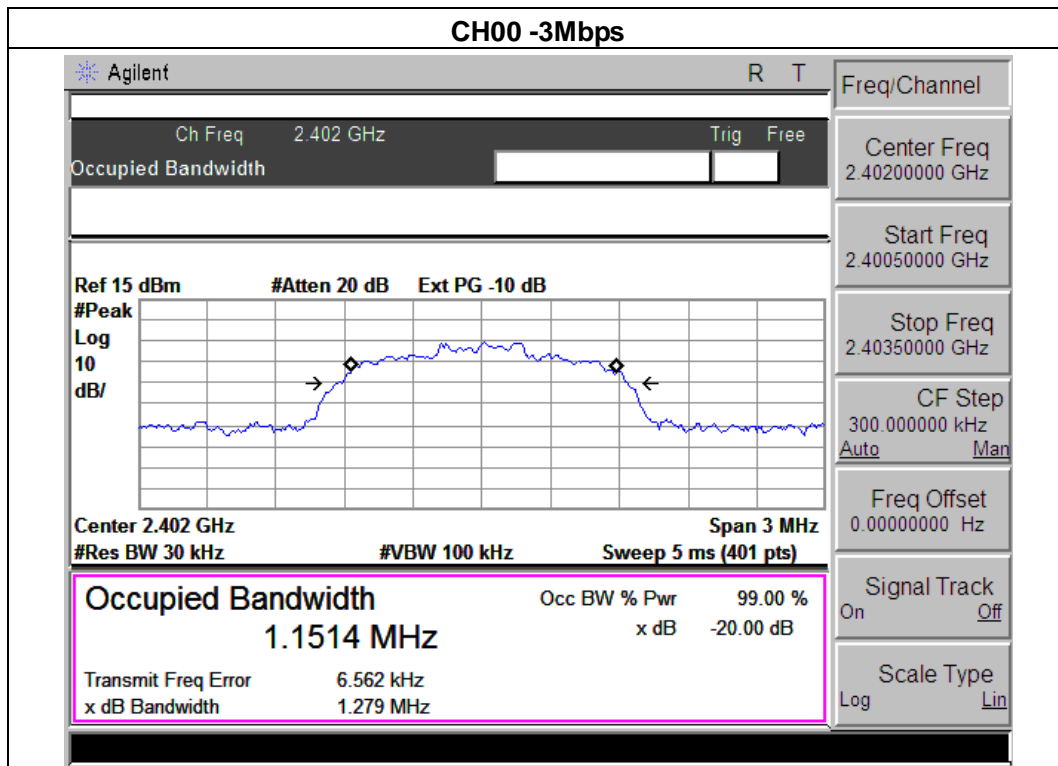 CH00 -3Mbps
Agilent R T
Ch Freq 2.402 GHz Trig Free
Occupied Bandwidth
Ref 15 dBm #Atten 20 dB Ext PG -10 dB
#Peak
Log
10
dB/
Center 2.402 GHz Span 3 MHz
#Res BW 30 kHz #VBW 100 kHz Sweep 5 ms (401 pts)
Occupied Bandwidth Occ BW % Pwr 99.00 %
1.1514 MHz x dB -20.00 dB
Transmit Freq Error 6.562 kHz
x dB Bandwidth 1.279 MHz
Freq/Channel
Center Freq
2.40200000 GHz
Start Freq
2.40050000 GHz
Stop Freq
2.40350000 GHz
CF Step
300.000000 kHz
Auto Man
Freq Offset
0.00000000 Hz
Signal Track
On Off
Scale Type
Log Lin